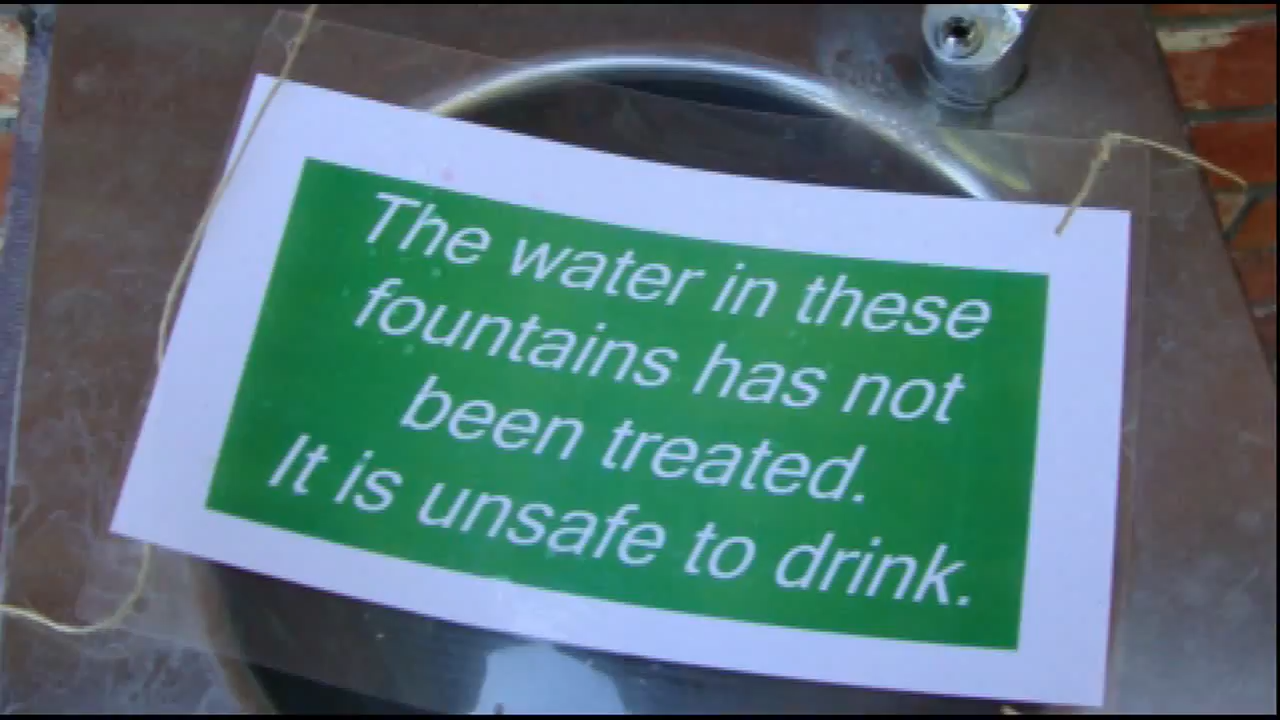 The water in these
fountains has not
been treated.
It is unsafe to drink.